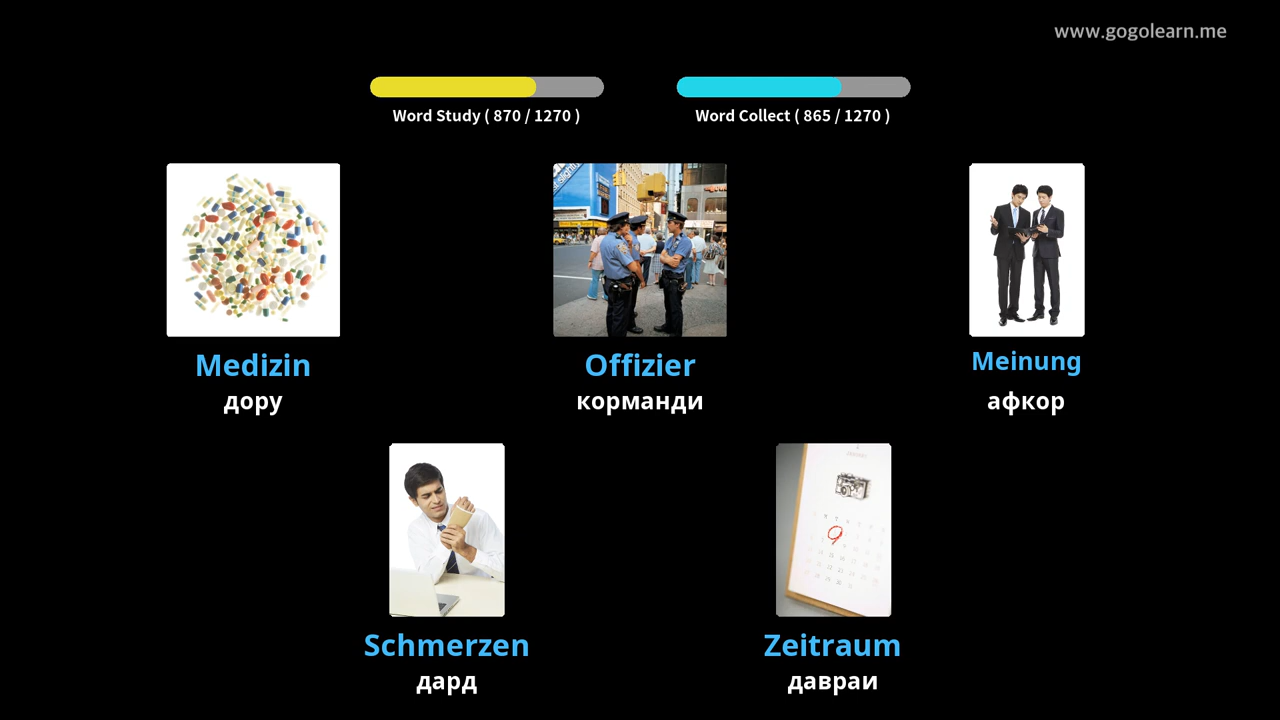 www.gogolearn.me
Word Study ( 870 / 1270 )
Word Collect ( 865 / 1270 )
Medizin
дору
Offizier
корманди
Meinung
афкор
Schmerzen
дард
Zeitraum
давраи